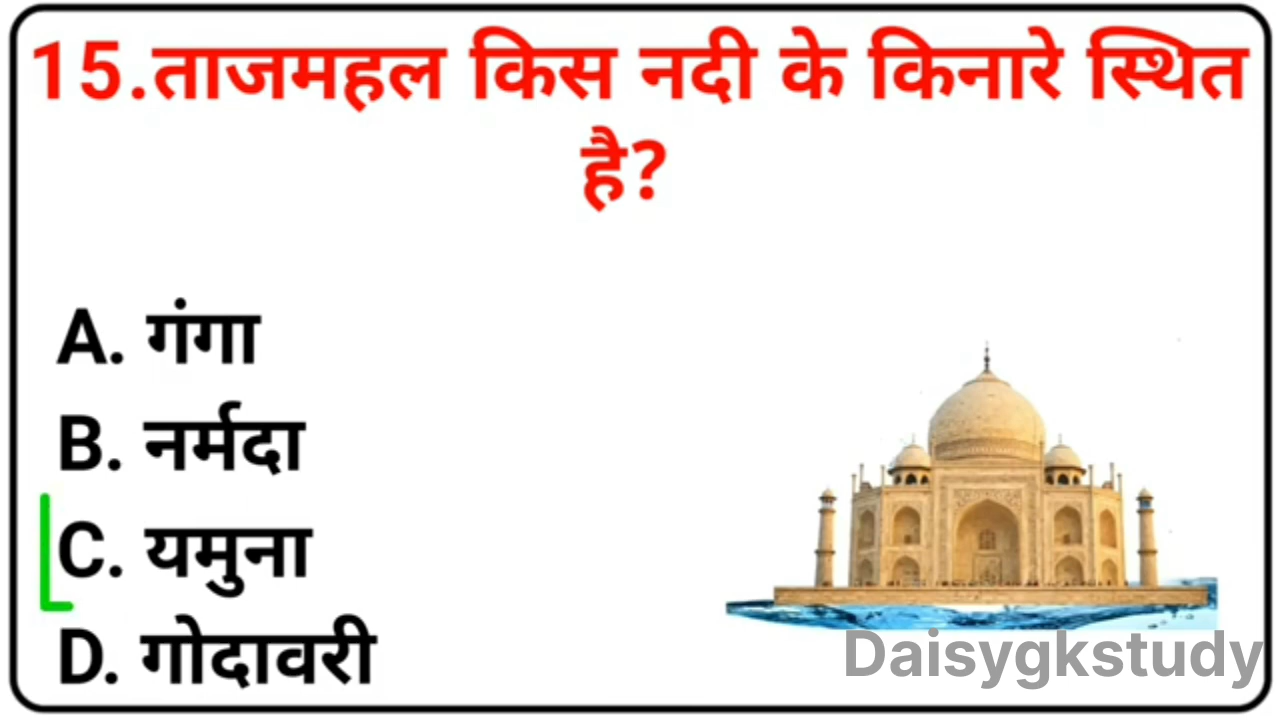 15.ताजमहल किस नदी के किनारे स्थित
है?
A. गंगा
B. नर्मदा
C. यमुना
D. गोदावरी
Daisygkstudy